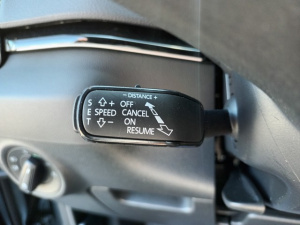 − DISTANCE +
S + OFF
E SPEED CANCEL
T − ON
RESUME